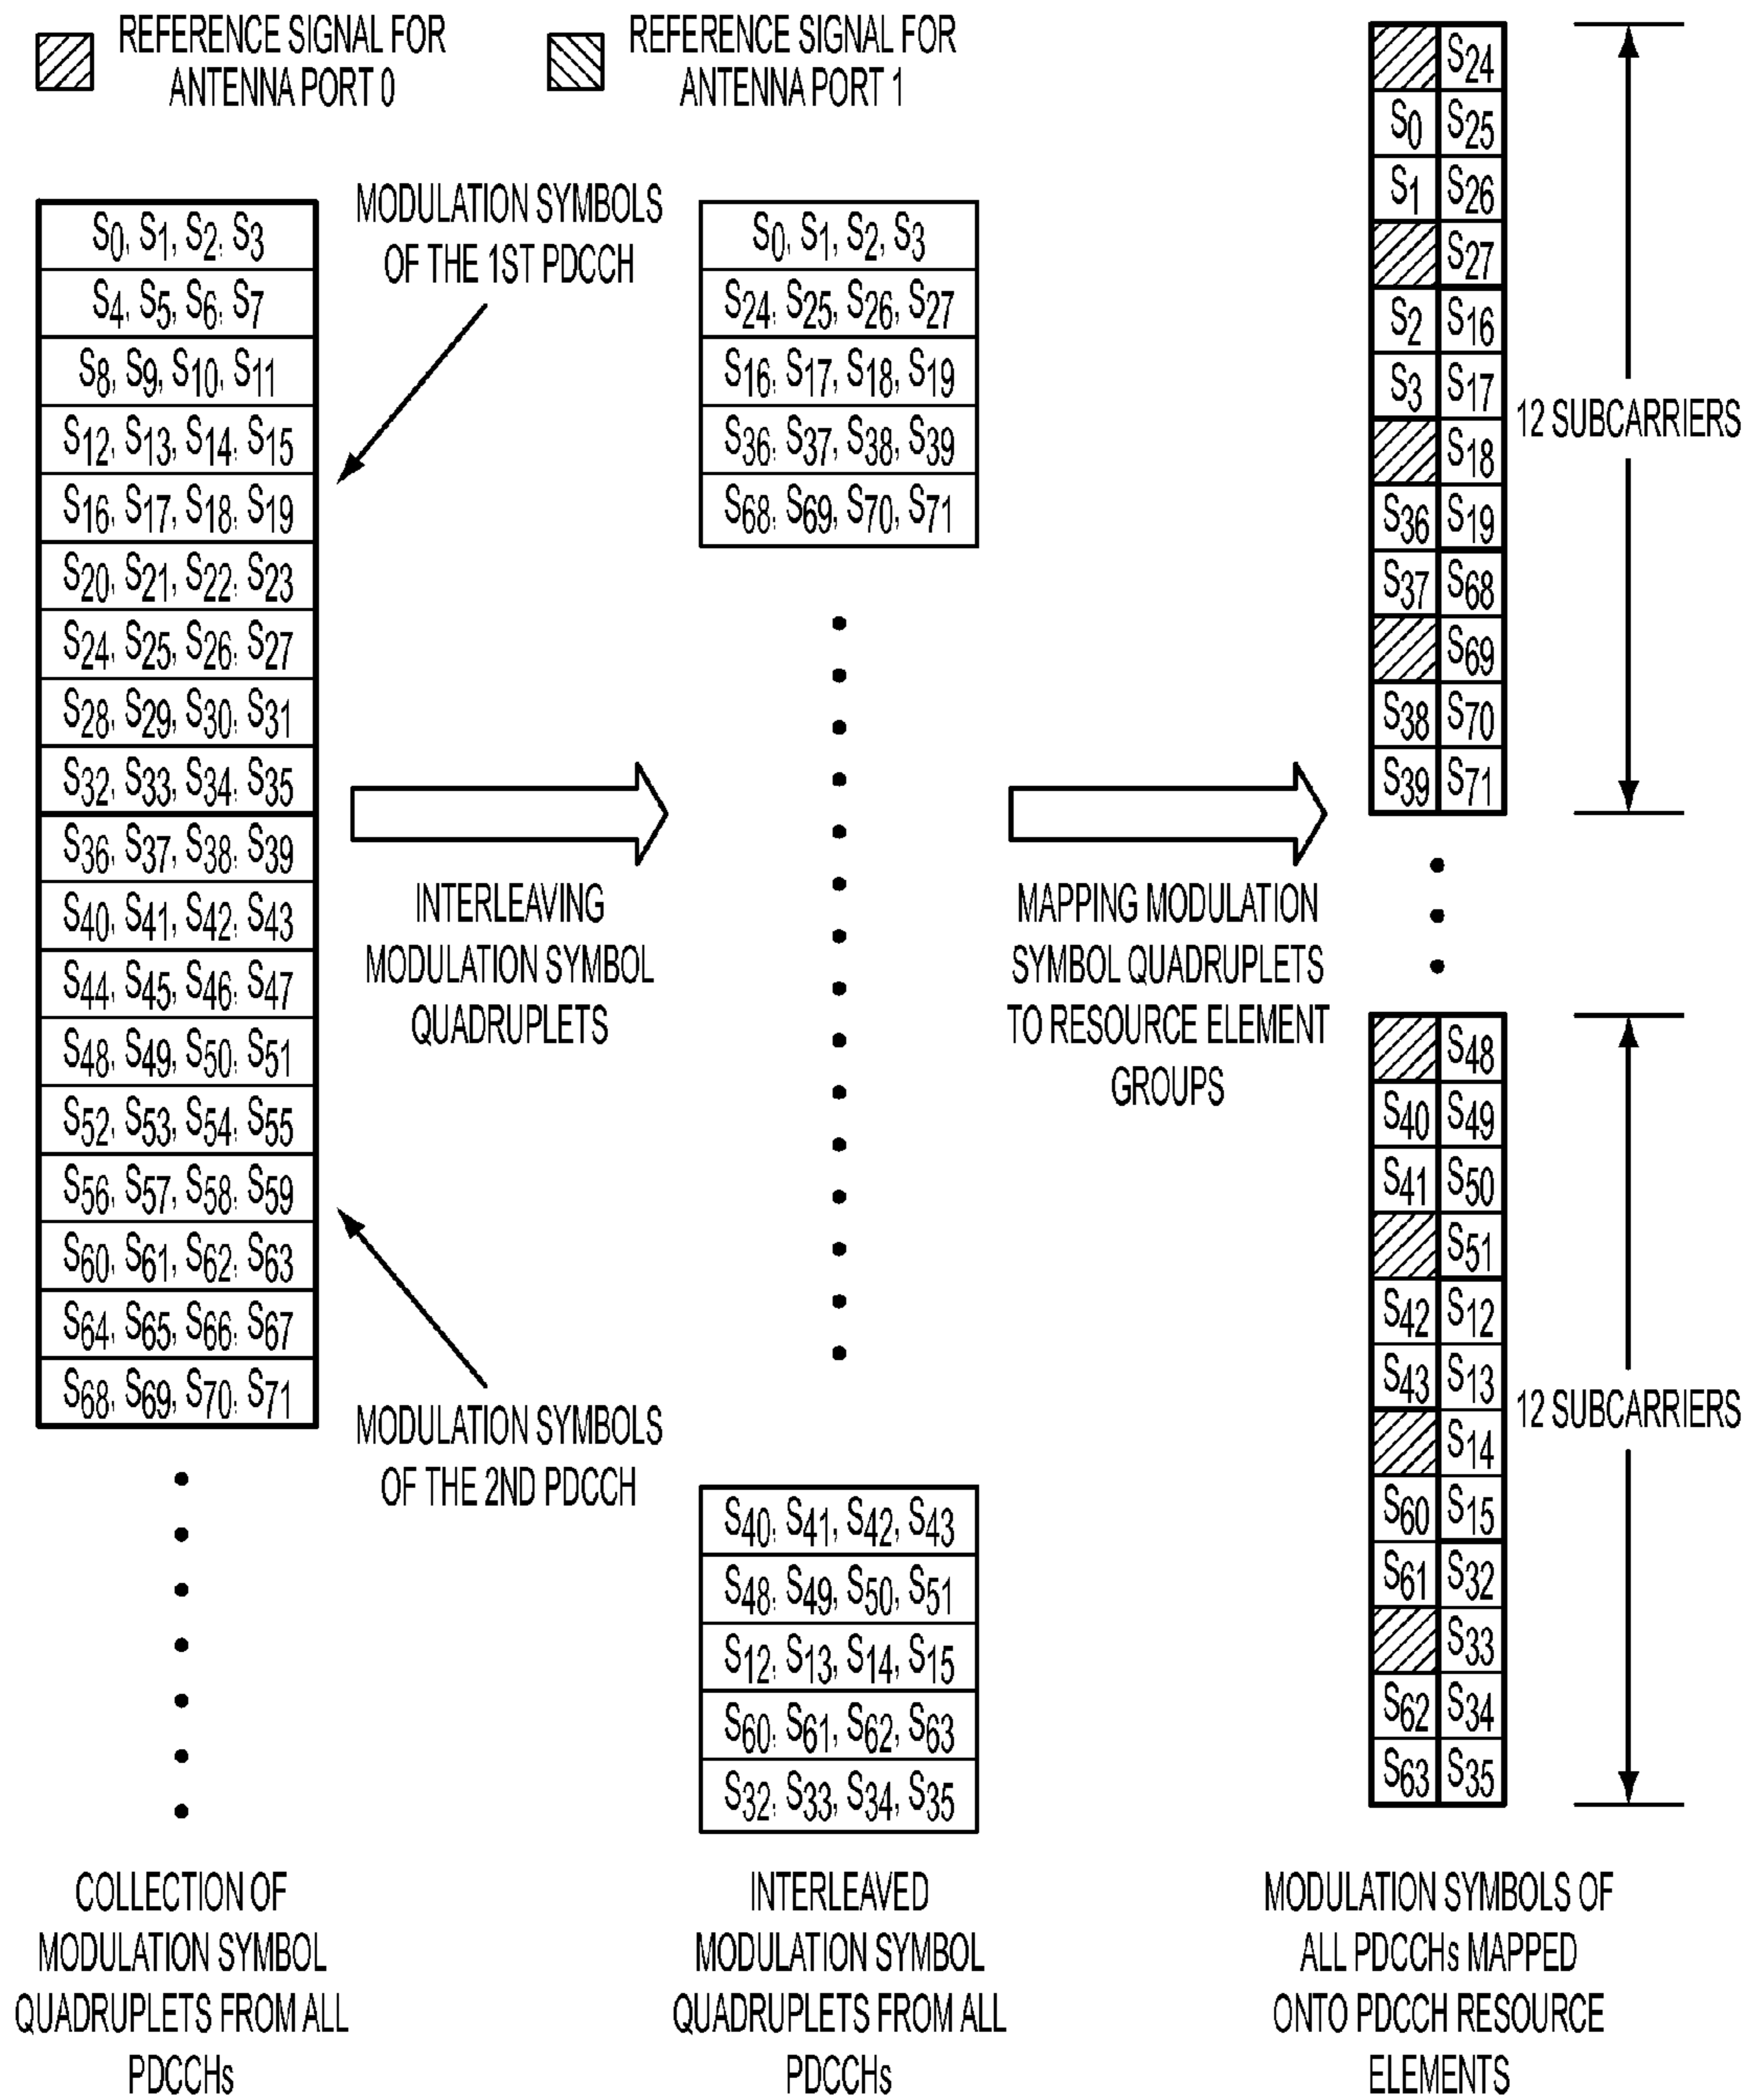 REFERENCE SIGNAL FOR
ANTENNA PORT 0
REFERENCE SIGNAL FOR
ANTENNA PORT 1
S0, S1, S2, S3
S4, S5, S6, S7
S8, S9, S10, S11
S12, S13, S14, S15
S16, S17, S18, S19
S20, S21, S22, S23
S24, S25, S26, S27
S28, S29, S30, S31
S32, S33, S34, S35
S36, S37, S38, S39
S40, S41, S42, S43
S44, S45, S46, S47
S48, S49, S50, S51
S52, S53, S54, S55
S56, S57, S58, S59
S60, S61, S62, S63
S64, S65, S66, S67
S68, S69, S70, S71
COLLECTION OF
MODULATION SYMBOL
QUADRUPLETS FROM ALL
PDCCHs
MODULATION SYMBOLS
OF THE 1ST PDCCH
INTERLEAVING
MODULATION SYMBOL
QUADRUPLETS
MODULATION SYMBOLS
OF THE 2ND PDCCH
S0, S1, S2, S3
S24, S25, S26, S27
S16, S17, S18, S19
S36, S37, S38, S39
S68, S69, S70, S71
S40, S41, S42, S43
S48, S49, S50, S51
S12, S13, S14, S15
S60, S61, S62, S63
S32, S33, S34, S35
INTERLEAVED
MODULATION SYMBOL
QUADRUPLETS FROM ALL
PDCCHs
MAPPING MODULATION
SYMBOL QUADRUPLETS
TO RESOURCE ELEMENT
GROUPS
S24
S0 S25
S1 S26
S27
S2 S16
S3 S17
S18
S36 S19
S37 S68
S69
S38 S70
S39 S71
12 SUBCARRIERS
S48
S40 S49
S41 S50
S51
S42 S12
S43 S13
S14
S60 S15
S61 S32
S33
S62 S34
S63 S35
12 SUBCARRIERS
MODULATION SYMBOLS OF
ALL PDCCHs MAPPED
ONTO PDCCH RESOURCE
ELEMENTS